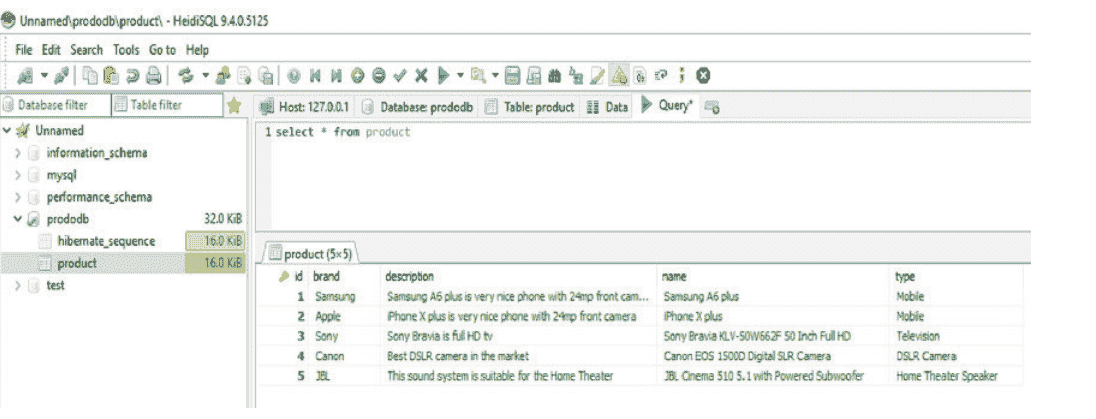 Unnamed\prododb\product\ - HeidiSQL 9.4.0.5125
File Edit Search Tools Go to Help
Database filter Table filter Host: 127.0.0.1 Database: prododb Table: product Data Query*
Unnamed
information_schema
mysql
performance_schema
prododb 32.0 KiB
hibernate_sequence 16.0 KiB
product 16.0 KiB
test
1 select * from product
product (5×5)
id brand description name type
1 Samsung Samsung A6 plus is very nice phone with 24mp front cam... Samsung A6 plus Mobile
2 Apple iPhone X plus is very nice phone with 24mp front camera iPhone X plus Mobile
3 Sony Sony Bravia is full HD tv Sony Bravia KLV-50W662F 50 Inch Full HD Television
4 Canon Best DSLR camera in the market Canon EOS 1500D Digital SLR Camera DSLR Camera
5 JBL This sound system is suitable for the Home Theater JBL Cinema 510 5.1 with Powered Subwoofer Home Theater Speaker